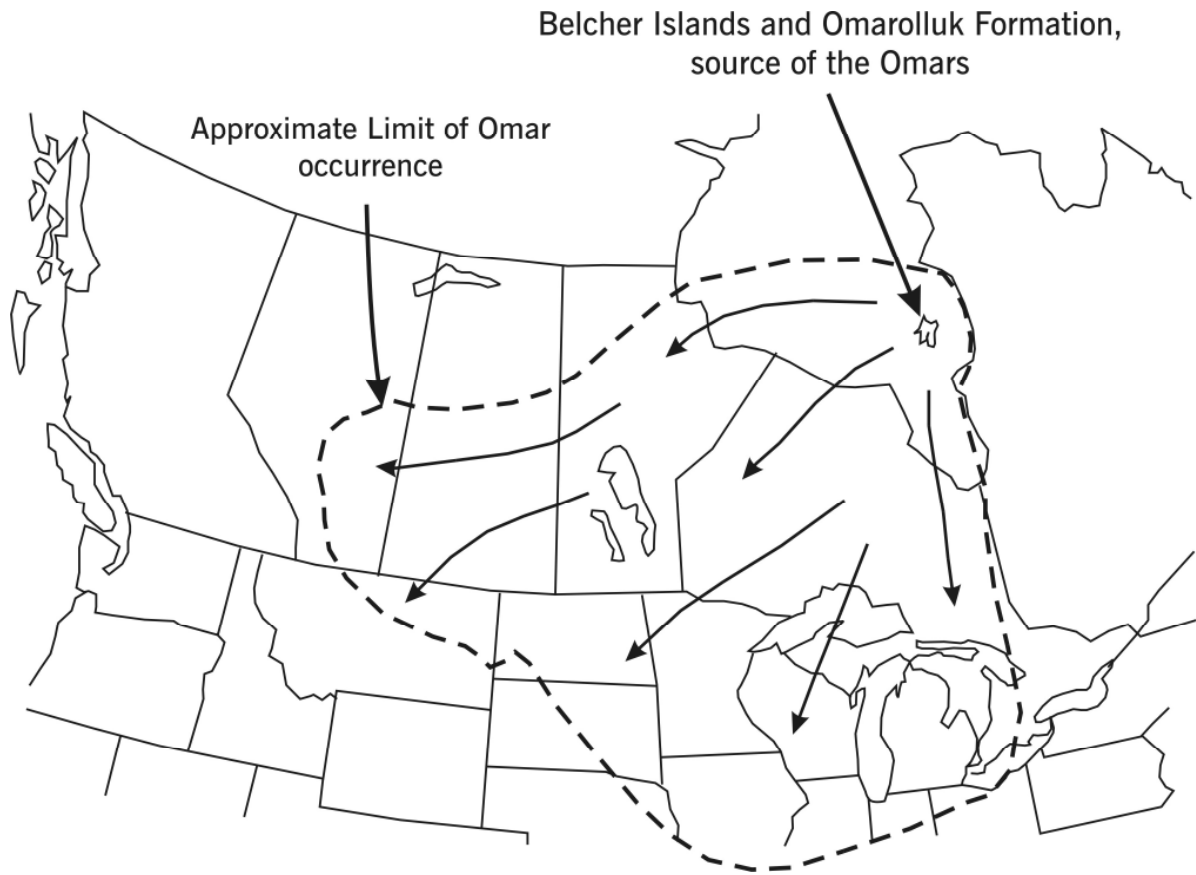 Belcher Islands and Omarolluk Formation,
source of the Omars
Approximate Limit of Omar
occurrence